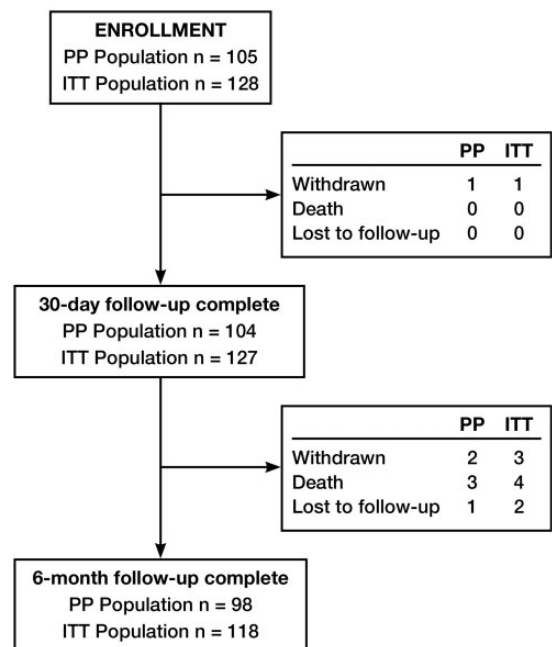 ENROLLMENT
PP Population n = 105
ITT Population n = 128
PP ITT
Withdrawn 1 1
Death 0 0
Lost to follow-up 0 0
30-day follow-up complete
PP Population n = 104
ITT Population n = 127
PP ITT
Withdrawn 2 3
Death 3 4
Lost to follow-up 1 2
6-month follow-up complete
PP Population n = 98
ITT Population n = 118